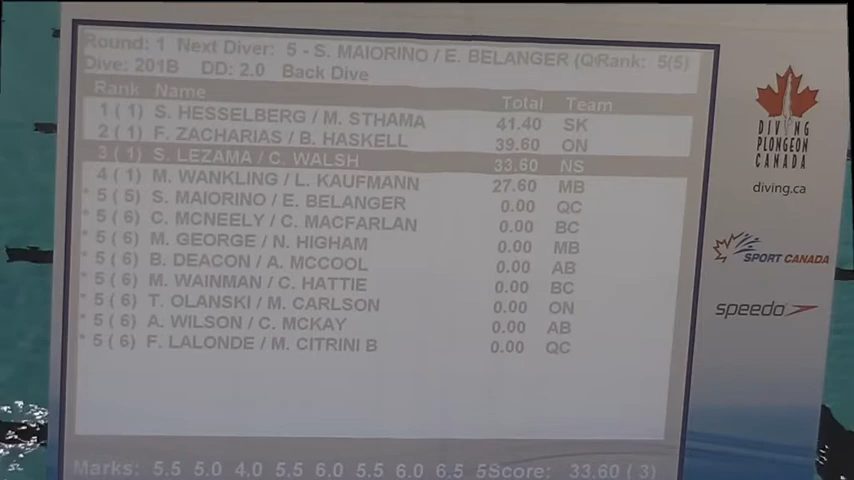 Round: 1 Next Diver: 5 - S. MAIORINO / E. BELANGER (QRank: 5(5)
Dive: 201B DD: 2.0 Back Dive
Rank Name Total Team
1 ( 1) S. HESSELBERG / M. STHAMA 41.40 SK
2 ( 1) F. ZACHARIAS / B. HASKELL 39.60 ON
3 ( 1) S. LEZAMA / C. WALSH 33.60 NS
4 ( 1) M. WANKLING / L. KAUFMANN 27.60 MB
* 5 ( 5) S. MAIORINO / E. BELANGER 0.00 QC
* 5 ( 6) C. MCNEELY / C. MACFARLAN 0.00 BC
* 5 ( 6) M. GEORGE / N. HIGHAM 0.00 MB
* 5 ( 6) B. DEACON / A. MCCOOL 0.00 AB
* 5 ( 6) M. WAINMAN / C. HATTIE 0.00 BC
* 5 ( 6) T. OLANSKI / M. CARLSON 0.00 ON
* 5 ( 6) A. WILSON / C. MCKAY 0.00 AB
* 5 ( 6) F. LALONDE / M. CITRINI B 0.00 QC
Marks: 5.5 5.0 4.0 5.5 6.0 5.5 6.0 6.5 5Score: 33.60 ( 3)
DIVING
PLONGEON
CANADA
diving.ca
SPORT CANADA
speedo